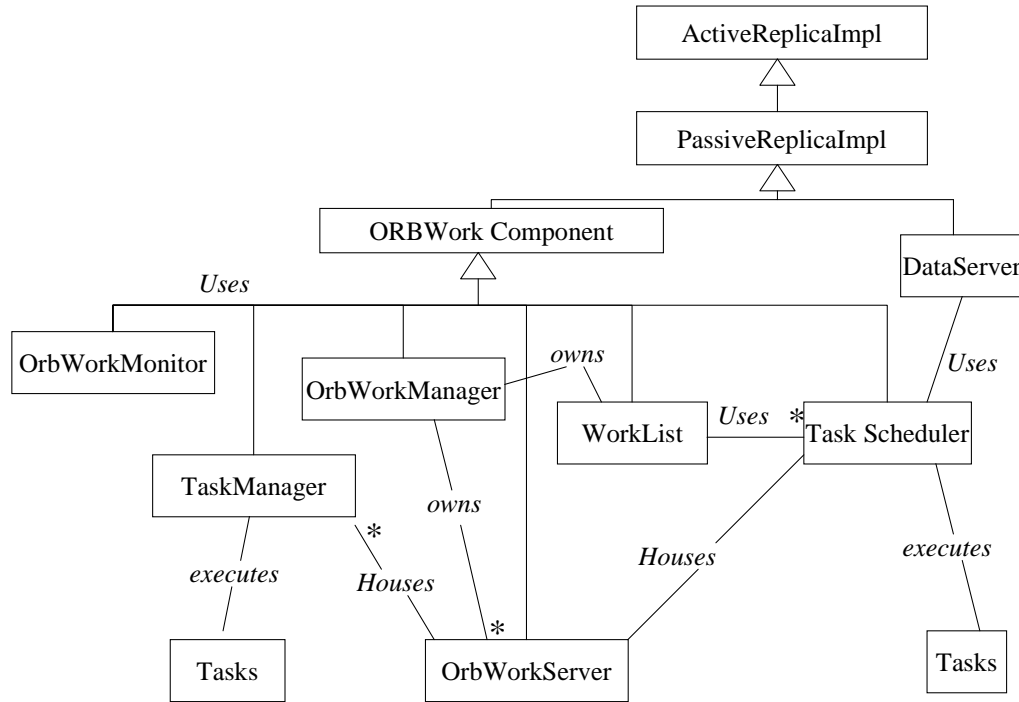 ActiveReplicaImpl
PassiveReplicaImpl
ORBWork Component
DataServer
Uses
OrbWorkMonitor
OrbWorkManager
owns
Uses
WorkList
Uses
*
Task Scheduler
TaskManager
owns
*
executes
Houses
Houses
executes
*
Tasks
OrbWorkServer
Tasks